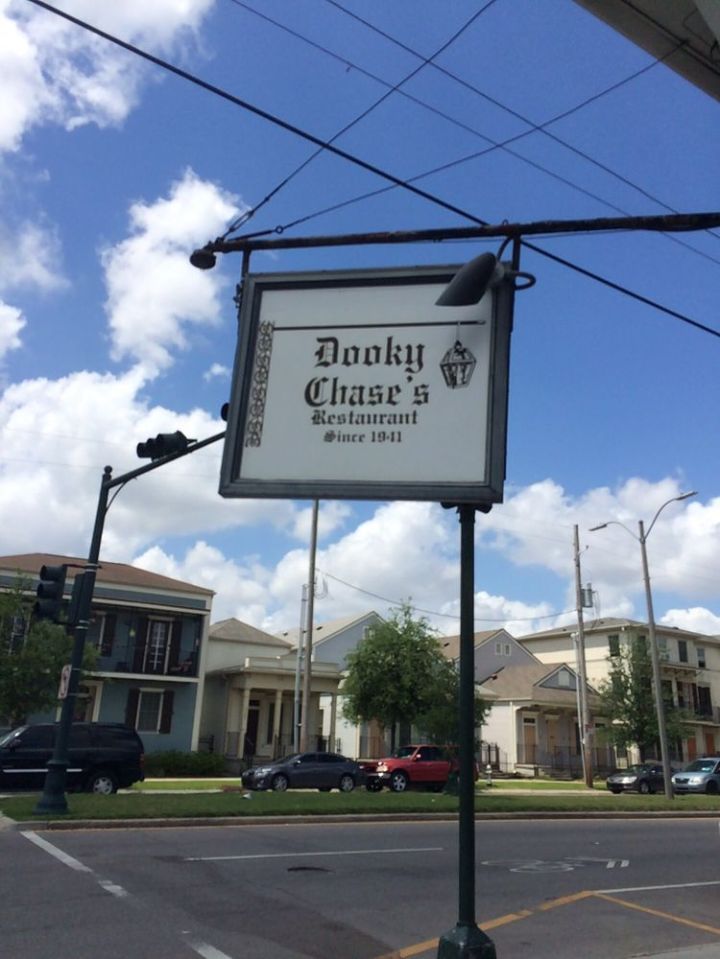 Dooky
Chase's
Restaurant
Since 1941